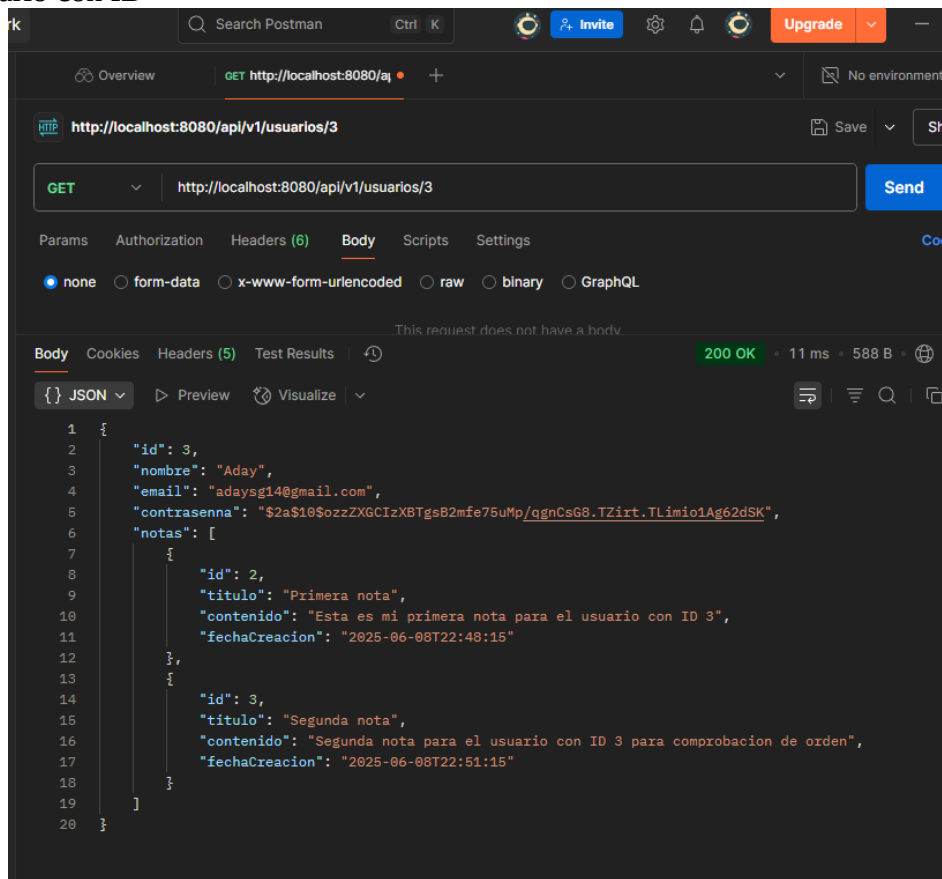 rk
Search Postman
Ctrl K
Invite
Upgrade
Overview
GET http://localhost:8080/a
No environment
HTTP
http://localhost:8080/api/v1/usuarios/3
Save
Sh
GET
http://localhost:8080/api/v1/usuarios/3
Send
Params Authorization Headers (6) Body Scripts Settings
Coo
none form-data x-www-form-urlencoded raw binary GraphQL
This request does not have a body
Body Cookies Headers (5) Test Results
200 OK 11 ms 588 B
{} JSON Preview Visualize
1 {
2 "id": 3,
3 "nombre": "Aday",
4 "email": "adaysg14@gmail.com",
5 "contrasenna": "$2a$10$ozzZXGCIzXBTgsB2mfe75uMp/qgnCsG8.TZirt.TLimio1Ag62dSK",
6 "notas": [
7 {
8 "id": 2,
9 "titulo": "Primera nota",
10 "contenido": "Esta es mi primera nota para el usuario con ID 3",
11 "fechaCreacion": "2025-06-08T22:48:15"
12 },
13 {
14 "id": 3,
15 "titulo": "Segunda nota",
16 "contenido": "Segunda nota para el usuario con ID 3 para comprobacion de orden",
17 "fechaCreacion": "2025-06-08T22:51:15"
18 }
19 ]
20 }